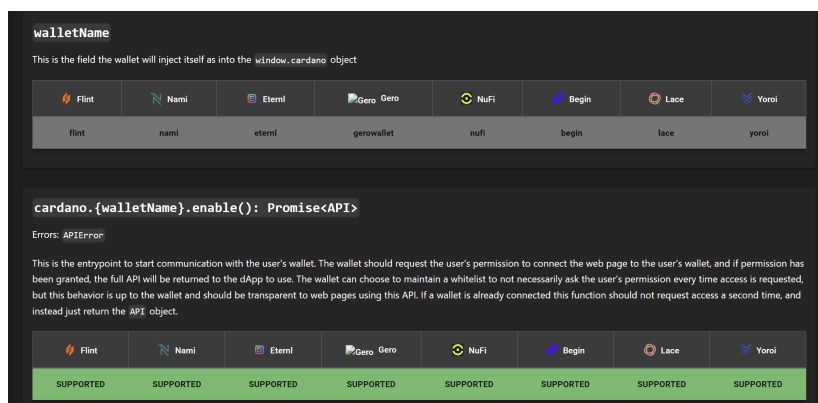 walletName
This is the field the wallet will inject itself as into the window.cardano object
Flint Nami Eternl Gero Gero NuFi Begin Lace Yoroi
flint nami eternl gerowallet nufi begin lace yoroi
cardano.{walletName}.enable(): Promise<API>
Errors: APIError
This is the entrypoint to start communication with the user's wallet. The wallet should request the user's permission to connect the web page to the user's wallet, and if permission has
been granted, the full API will be returned to the dApp to use. The wallet can choose to maintain a whitelist to not necessarily ask the user's permission every time access is requested,
but this behavior is up to the wallet and should be transparent to web pages using this API. If a wallet is already connected this function should not request access a second time, and
instead just return the API object.
Flint Nami Eternl Gero Gero NuFi Begin Lace Yoroi
SUPPORTED SUPPORTED SUPPORTED SUPPORTED SUPPORTED SUPPORTED SUPPORTED SUPPORTED